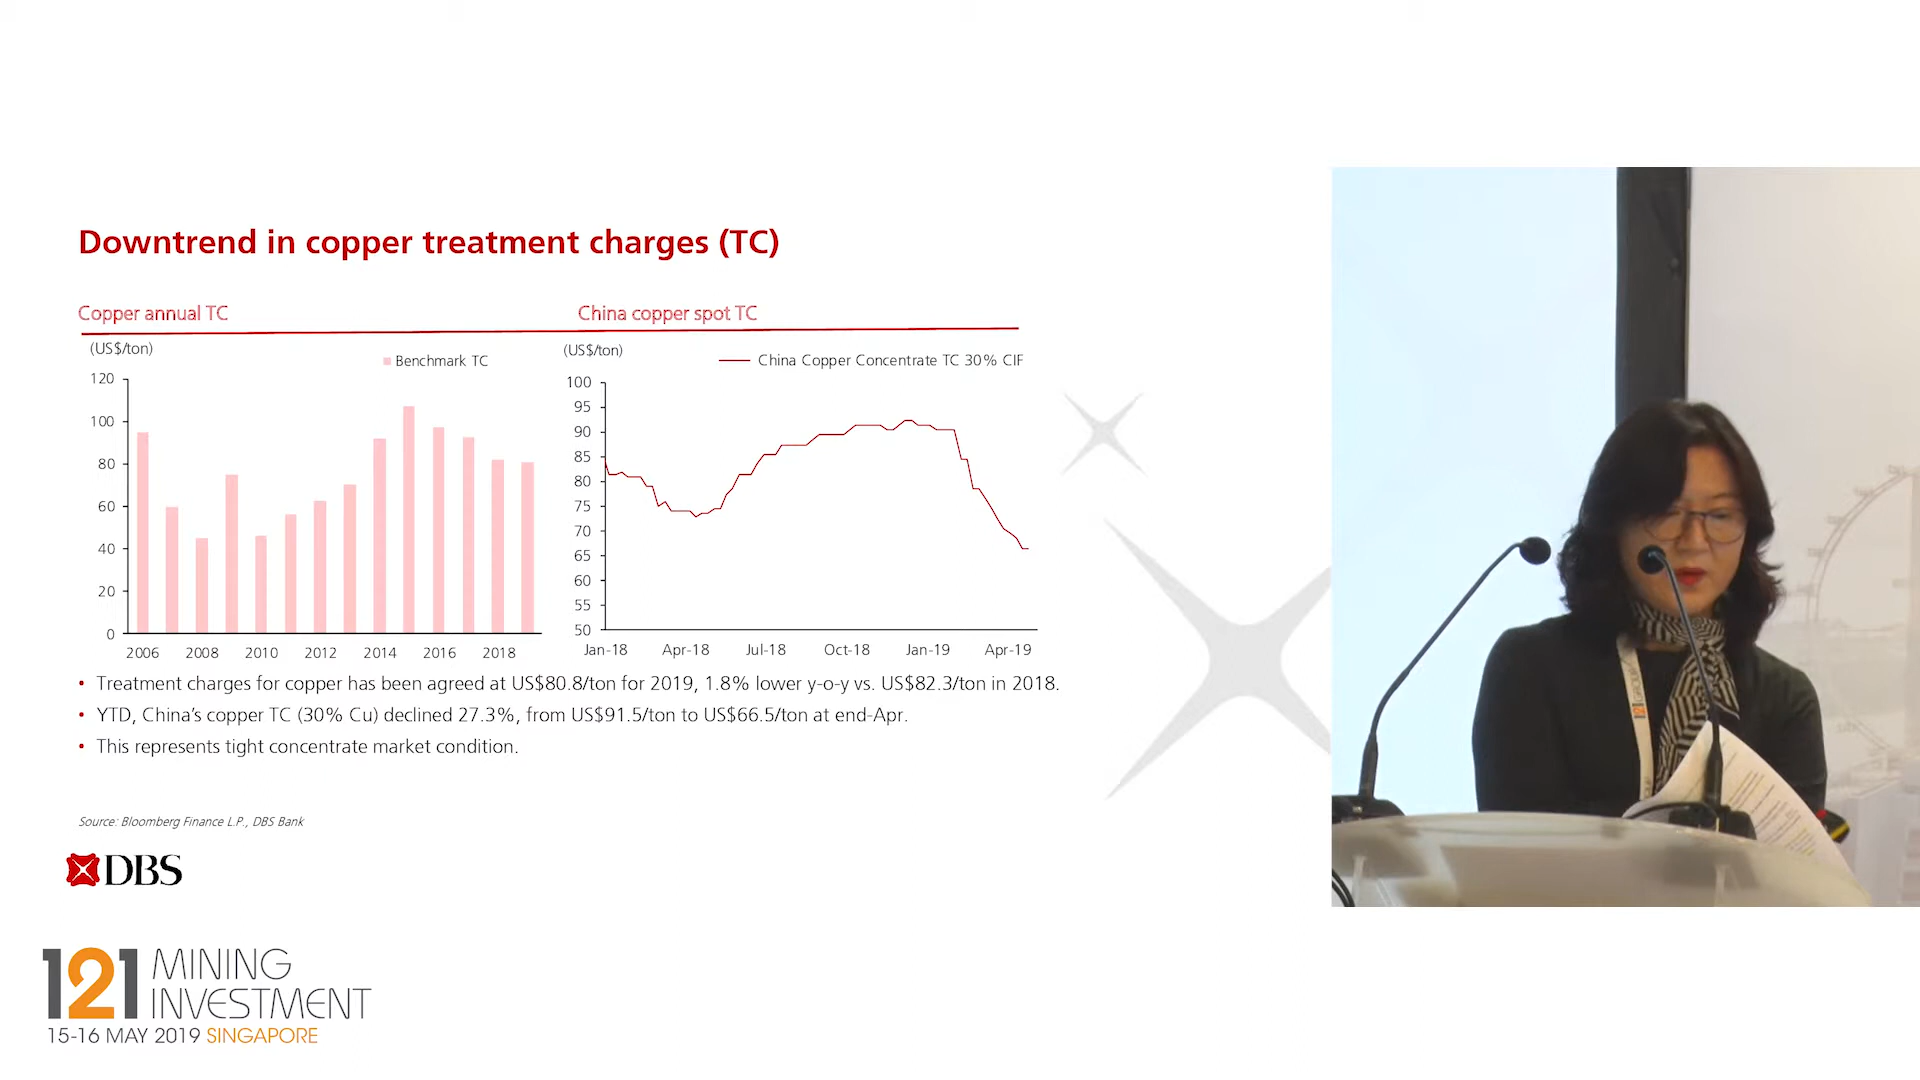 Downtrend in copper treatment charges (TC)
Copper annual TC
(US$/ton)
Benchmark TC
120
100
80
60
40
20
0
2006 2008 2010 2012 2014 2016 2018
China copper spot TC
(US$/ton)
China Copper Concentrate TC 30% CIF
100
95
90
85
80
75
70
65
60
55
50
Jan-18 Apr-18 Jul-18 Oct-18 Jan-19 Apr-19
• Treatment charges for copper has been agreed at US$80.8/ton for 2019, 1.8% lower y-o-y vs. US$82.3/ton in 2018.
• YTD, China's copper TC (30% Cu) declined 27.3%, from US$91.5/ton to US$66.5/ton at end-Apr.
• This represents tight concentrate market condition.
Source: Bloomberg Finance L.P., DBS Bank
DBS
121 MINING
INVESTMENT
15-16 MAY 2019 SINGAPORE
121 GROUP